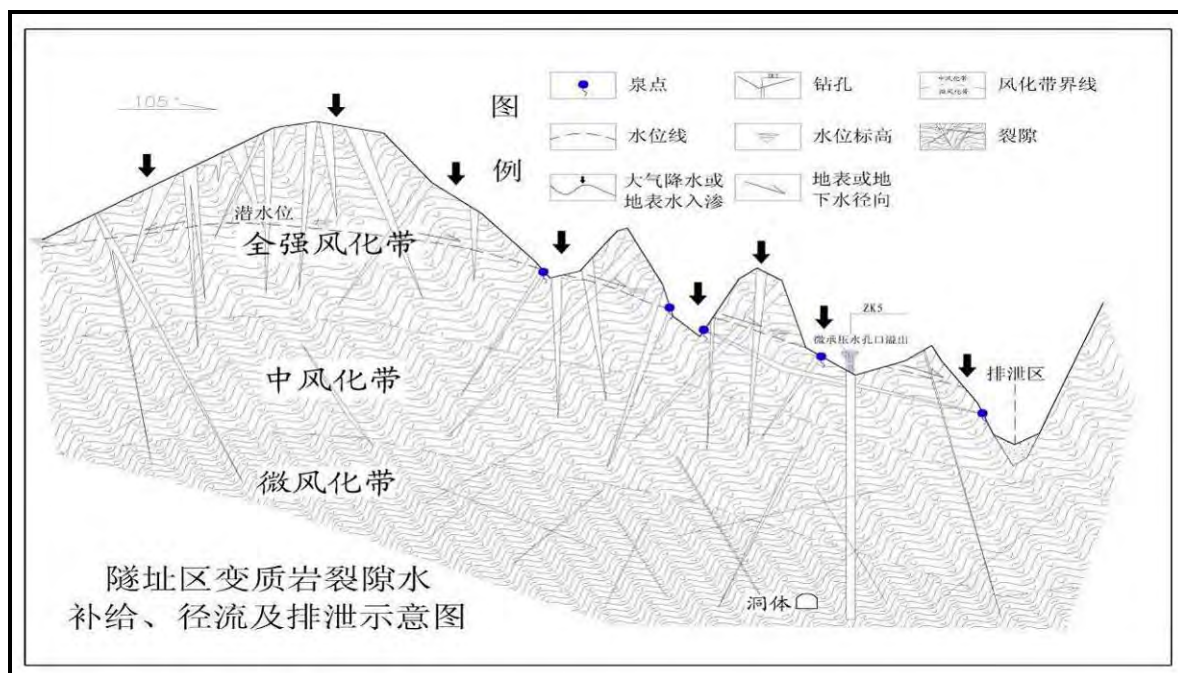 105°
图
例
泉点
钻孔
风化带界线
水位线
水位标高
裂隙
大气降水或
地表水入渗
地表或地
下水径向
潜水位
全强风化带
ZK5
微承压水孔口溢出
排泄区
中风化带
微风化带
洞体
隧址区变质岩裂隙水
补给、径流及排泄示意图